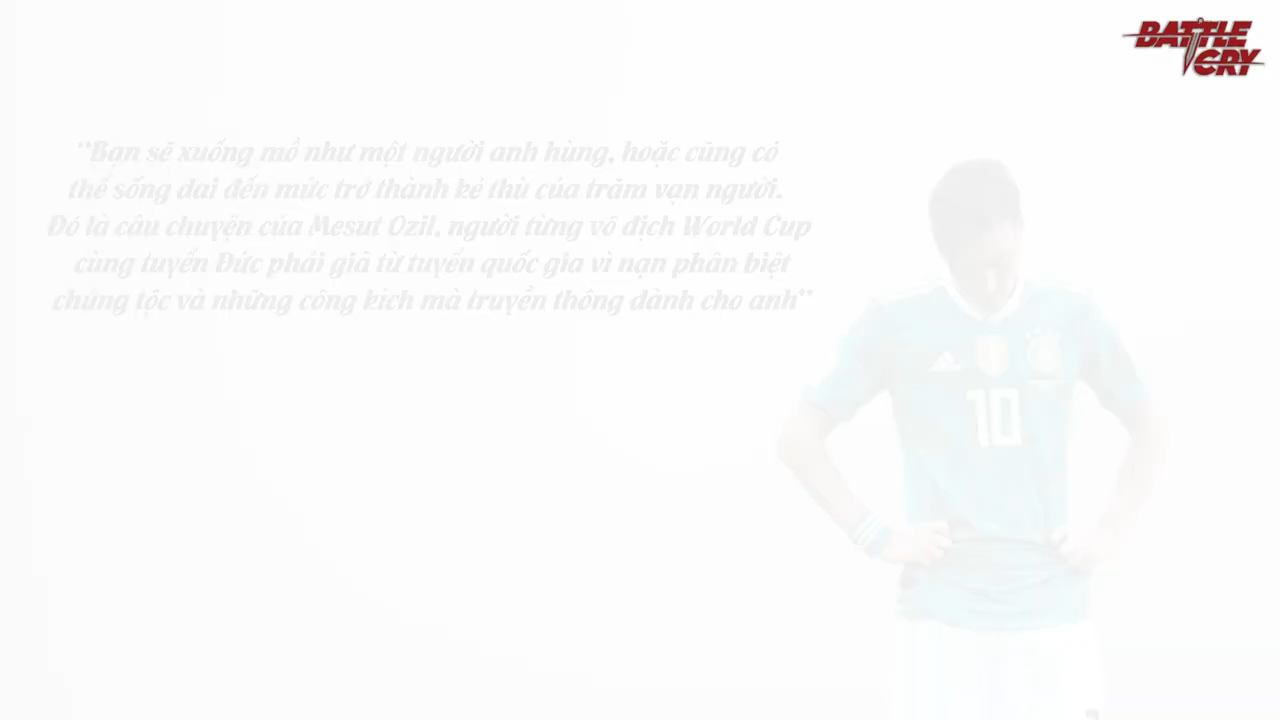 BATTLE
CRY
"Bạn sẽ xuống mồ như một người anh hùng, hoặc cũng có
thể sống dai đến mức trở thành kẻ thù của trăm vạn người.
Đó là câu chuyện của Mesut Ozil, người từng vô địch World Cup
cùng tuyển Đức phải giã từ tuyển quốc gia vì nạn phân biệt
chủng tộc và những công kích mà truyền thông dành cho anh"
10